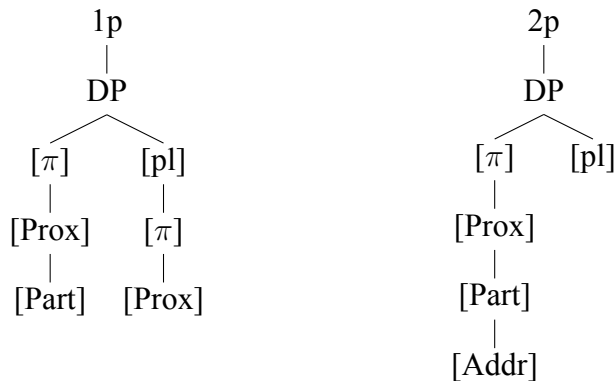 1p 2p
DP DP
[π] [pl] [π] [pl]
[Prox] [π] [Prox]
[Part] [Prox] [Part]
[Addr]